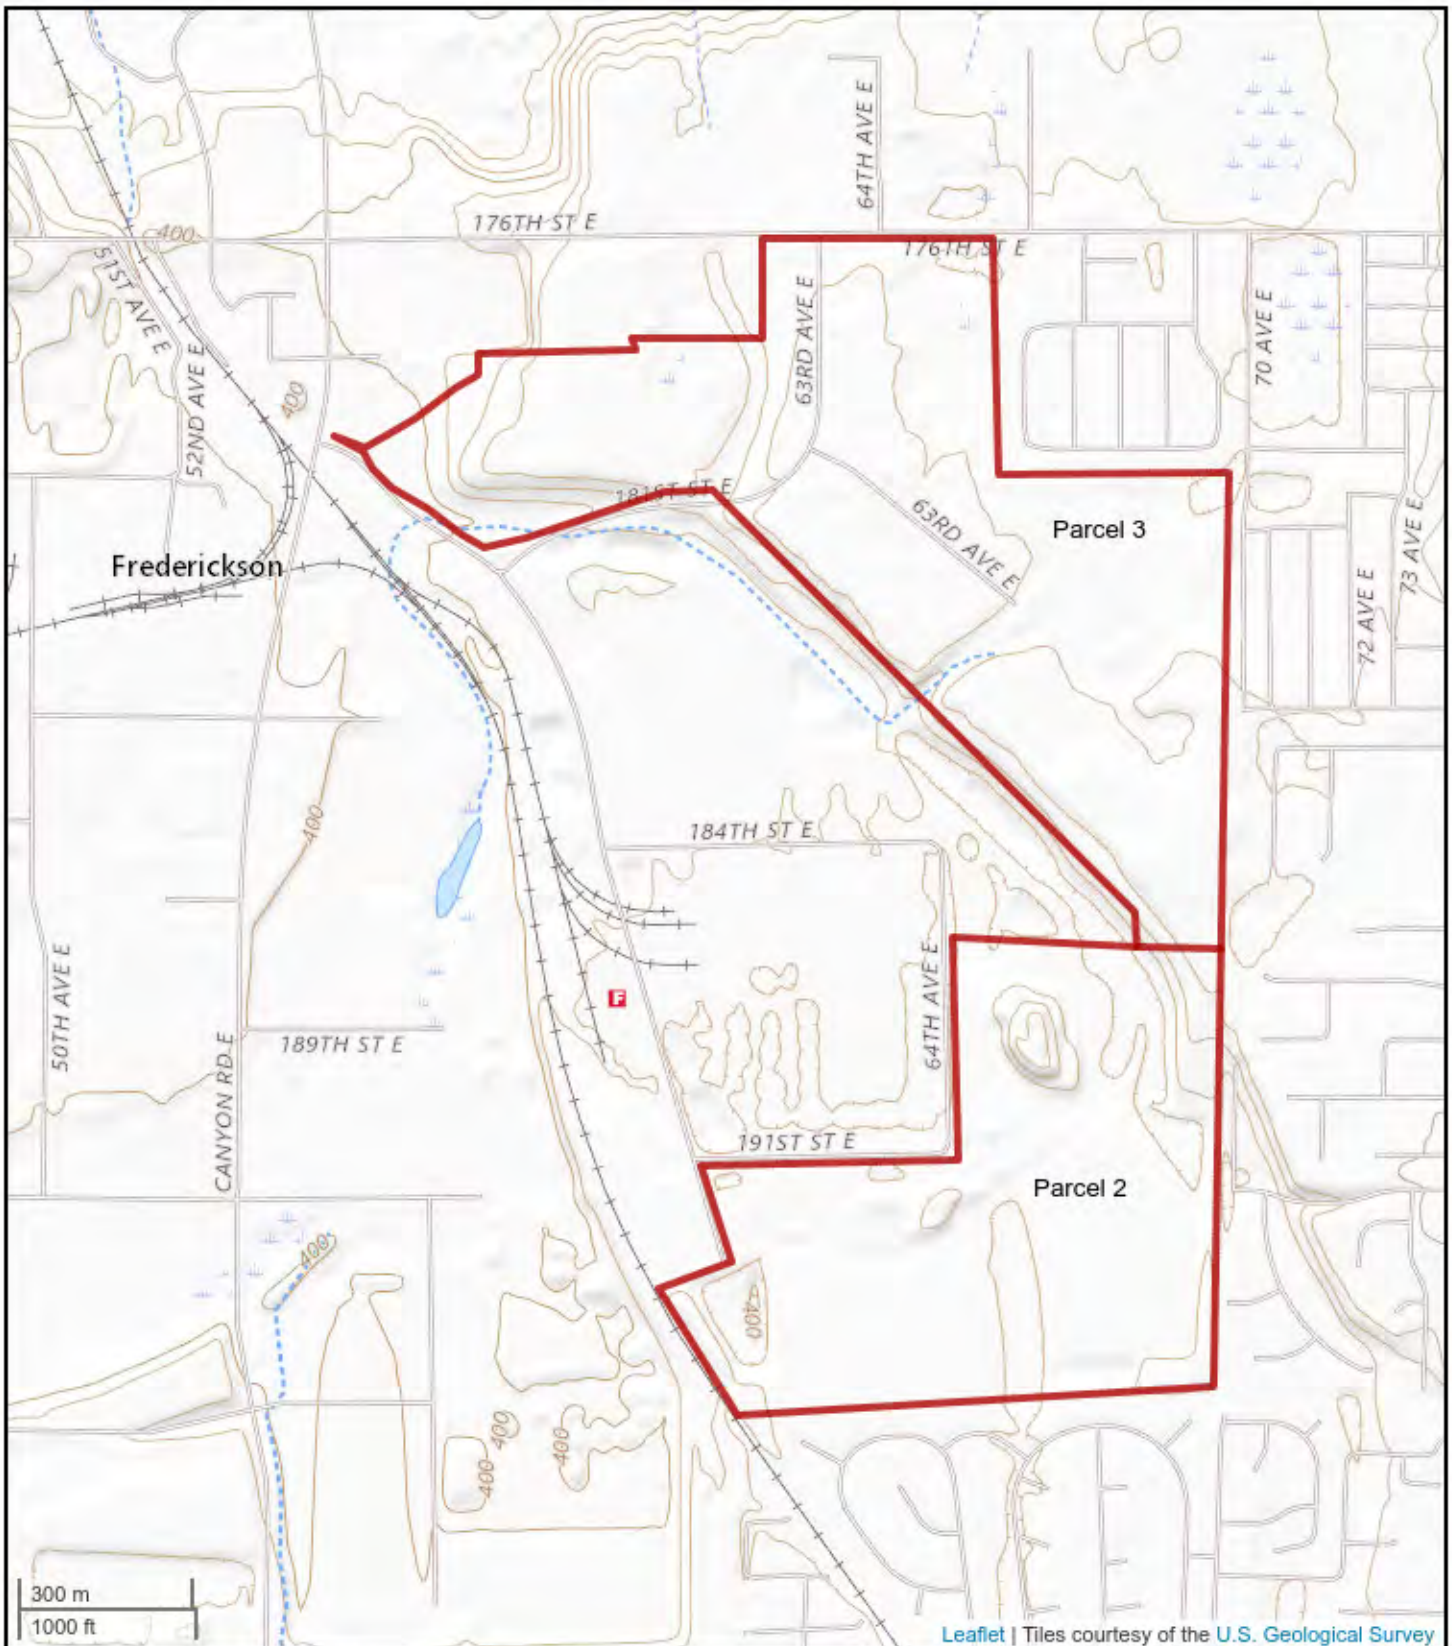 64TH AVE E
176TH ST E
400
176TH ST E
51ST AVE E
63RD AVE E
70 AVE E
52ND AVE E
400
181ST ST E
63RD AVE E
Parcel 3
73 AVE E
Frederickson
72 AVE E
400
184TH ST E
50TH AVE E
64TH AVE E
F
189TH ST E
CANYON RD E
191ST ST E
Parcel 2
400
400
400
400
400
300 m
1000 ft
Leaflet | Tiles courtesy of the U.S. Geological Survey